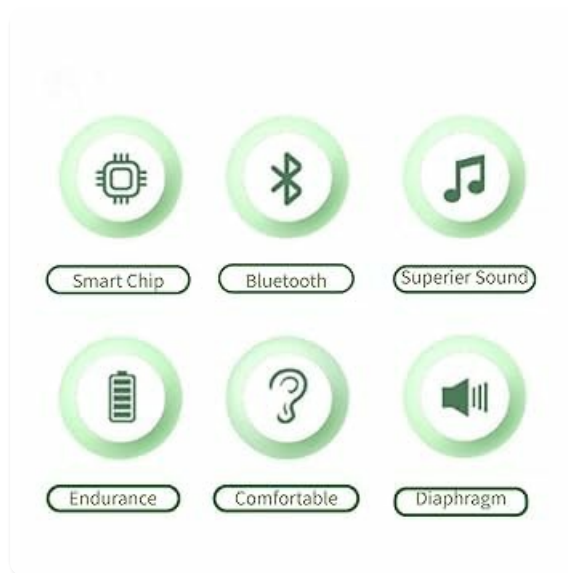 Smart Chip
Bluetooth
Superier Sound
Endurance
Comfortable
Diaphragm